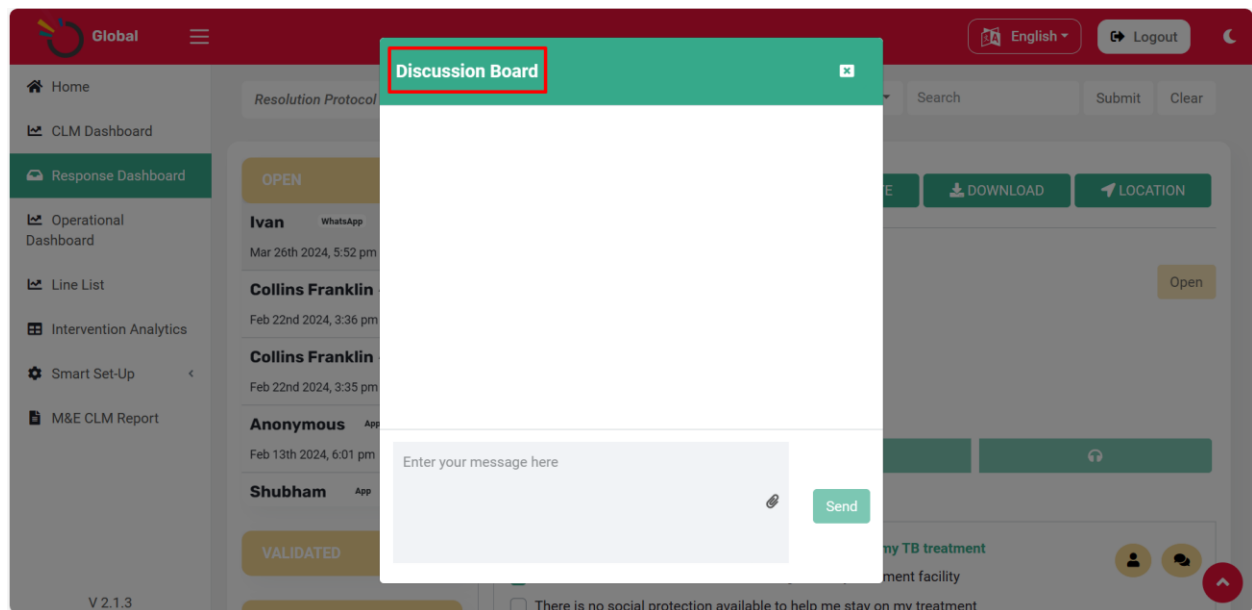 Global
English
Logout
Discussion Board
Home
CLM Dashboard
Response Dashboard
Operational
Dashboard
Line List
Intervention Analytics
Smart Set-Up
M&E CLM Report
V 2.1.3
Resolution Protocol
Search
Submit
Clear
OPEN
DOWNLOAD
LOCATION
Ivan WhatsApp
Mar 26th 2024, 5:52 pm
Open
Collins Franklin
Feb 22nd 2024, 3:36 pm
Collins Franklin
Feb 22nd 2024, 3:35 pm
Anonymous App
Feb 13th 2024, 6:01 pm
Shubham App
VALIDATED
Enter your message here
Send
my TB treatment
facility
There is no social protection available to help me stay on my treatment